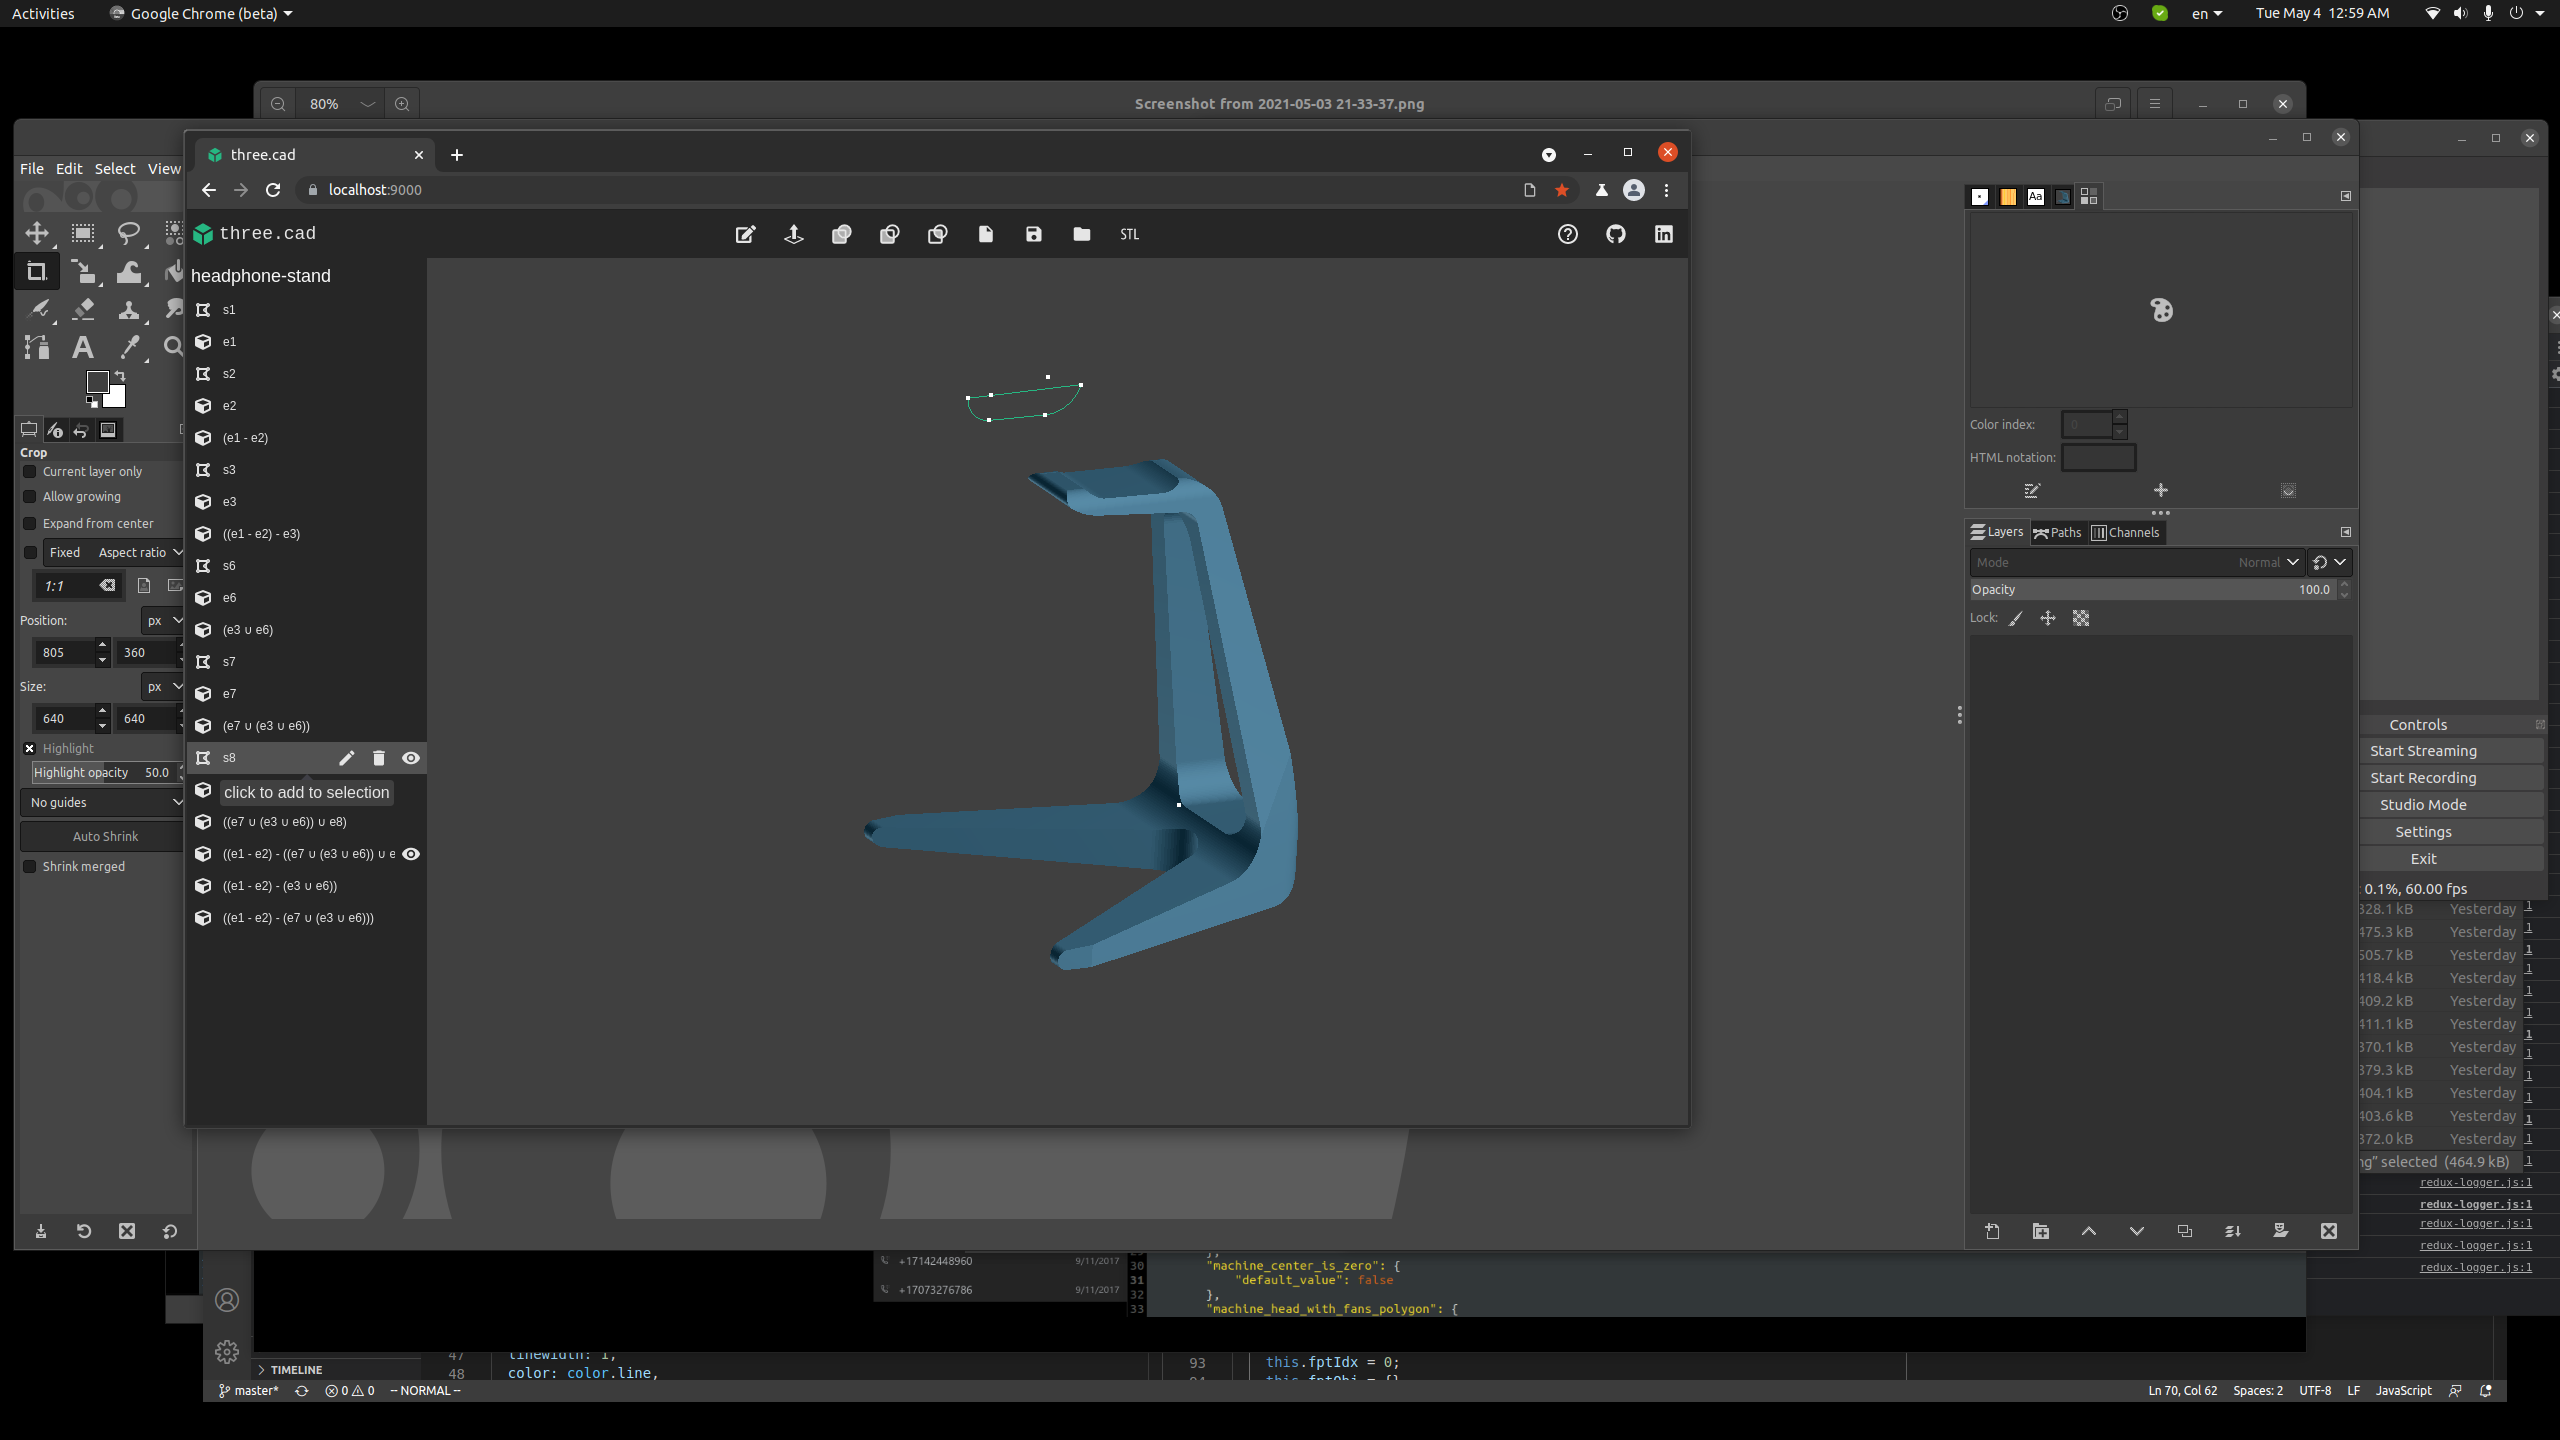 Activities
Google Chrome (beta)
en
Tue May 4 12:59 AM
80%
Screenshot from 2021-05-03 21-33-37.png
File Edit Select View
three.cad
localhost:9000
three.cad
STL
headphone-stand
s1
e1
s2
e2
(e1 - e2)
s3
e3
((e1 - e2) - e3)
s6
e6
(e3 ∪ e6)
s7
e7
(e7 ∪ (e3 ∪ e6))
s8
click to add to selection
((e7 ∪ (e3 ∪ e6)) ∪ e8)
((e1 - e2) - ((e7 ∪ (e3 ∪ e6)) ∪ e
((e1 - e2) - (e3 ∪ e6))
((e1 - e2) - (e7 ∪ (e3 ∪ e6)))
Crop
Current layer only
Allow growing
Expand from center
Fixed Aspect ratio
1:1
Position:
px
805
360
Size:
px
640
640
Highlight
Highlight opacity 50.0
No guides
Auto Shrink
Shrink merged
Aa
Color index:
0
HTML notation:
Layers
Paths
Channels
Mode
Normal
Opacity
100.0
Lock:
Controls
Start Streaming
Start Recording
Studio Mode
Settings
Exit
: 0.1%, 60.00 fps
328.1 kB Yesterday
475.3 kB Yesterday
505.7 kB Yesterday
418.4 kB Yesterday
409.2 kB Yesterday
411.1 kB Yesterday
370.1 kB Yesterday
379.3 kB Yesterday
404.1 kB Yesterday
403.6 kB Yesterday
372.0 kB Yesterday
ng" selected (464.9 kB)
redux-logger.js:1
redux-logger.js:1
redux-logger.js:1
redux-logger.js:1
redux-logger.js:1
+17142448960 9/11/2017
+17073276786 9/11/2017
30 "machine_center_is_zero": {
31 "default_value": false
32 },
33 "machine_head_with_fans_polygon": {
TIMELINE
47 linewidth: 1,
48 color: color.line,
93 this.fptIdx = 0;
master*
0 0
-- NORMAL --
Ln 70, Col 62
Spaces: 2
UTF-8
LF
JavaScript